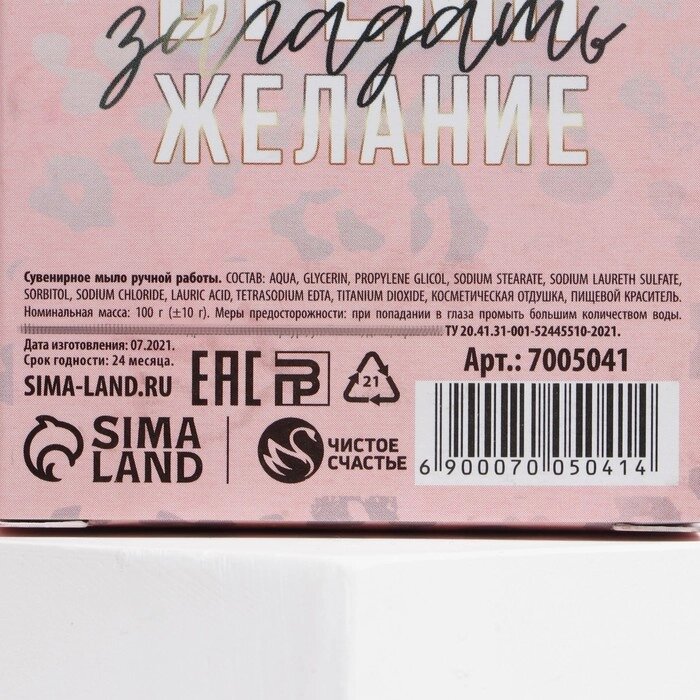 загадать
ЖЕЛАНИЕ
Сувенирное мыло ручной работы. СОСТАВ: AQUA, GLYCERIN, PROPYLENE GLICOL, SODIUM STEARATE, SODIUM LAURETH SULFATE,
SORBITOL, SODIUM CHLORIDE, LAURIC ACID, TETRASODIUM EDTA, TITANIUM DIOXIDE, КОСМЕТИЧЕСКАЯ ОТДУШКА, ПИЩЕВОЙ КРАСИТЕЛЬ.
Номинальная масса: 100 г (±10 г). Меры предосторожности: при попадании в глаза промыть большим количеством воды.
ТУ 20.41.31-001-52445510-2021.
Дата изготовления: 07.2021.
Срок годности: 24 месяца.
SIMA-LAND.RU
EAC
21
Арт.: 7005041
SIMA
LAND
ЧИСТОЕ
СЧАСТЬЕ
6 900070 050414